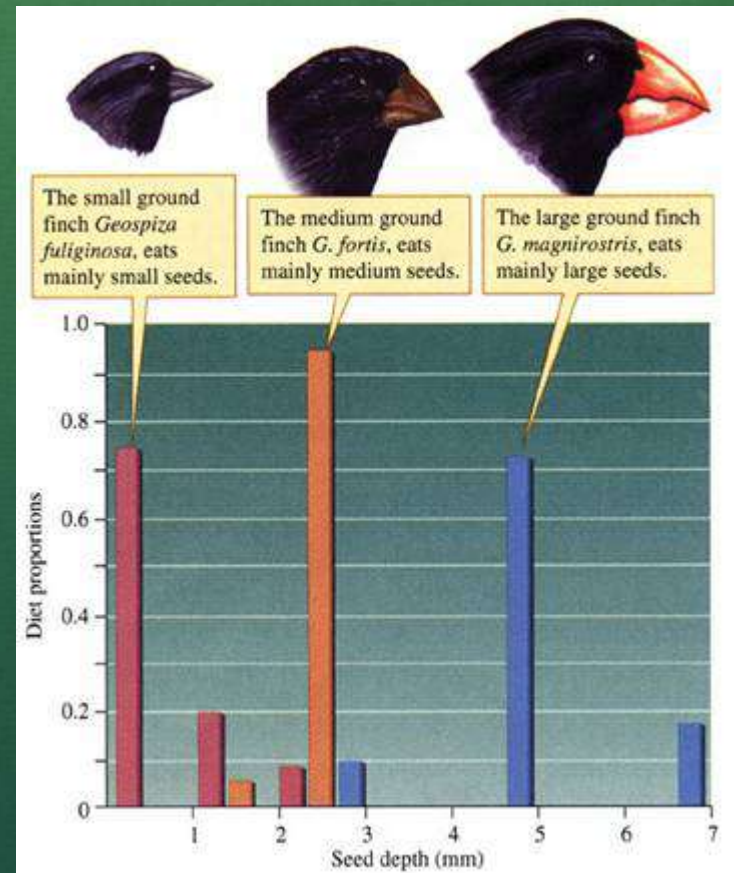 The small ground
finch Geospiza
fuliginosa, eats
mainly small seeds.
The medium ground
finch G. fortis, eats
mainly medium seeds.
The large ground finch
G. magnirostris, eats
mainly large seeds.
1.0
0.8
0.6
0.4
0.2
0
Diet proportions
1 2 3 4 5 6 7
Seed depth (mm)